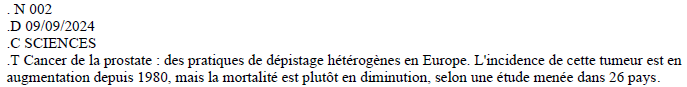 . N 002
.D 09/09/2024
.C SCIENCES
.T Cancer de la prostate : des pratiques de dépistage hétérogènes en Europe. L'incidence de cette tumeur est en
augmentation depuis 1980, mais la mortalité est plutôt en diminution, selon une étude menée dans 26 pays.